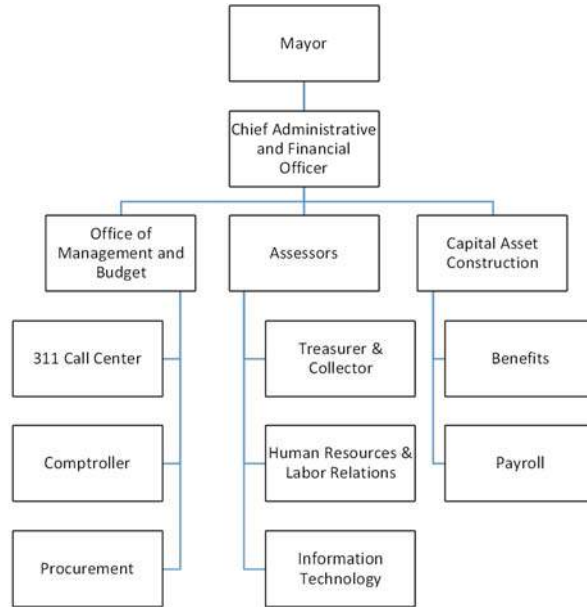 Mayor
Chief Administrative
and Financial
Officer
Office of
Management and
Budget
Assessors
Capital Asset
Construction
311 Call Center
Treasurer &
Collector
Benefits
Comptroller
Human Resources &
Labor Relations
Payroll
Procurement
Information
Technology